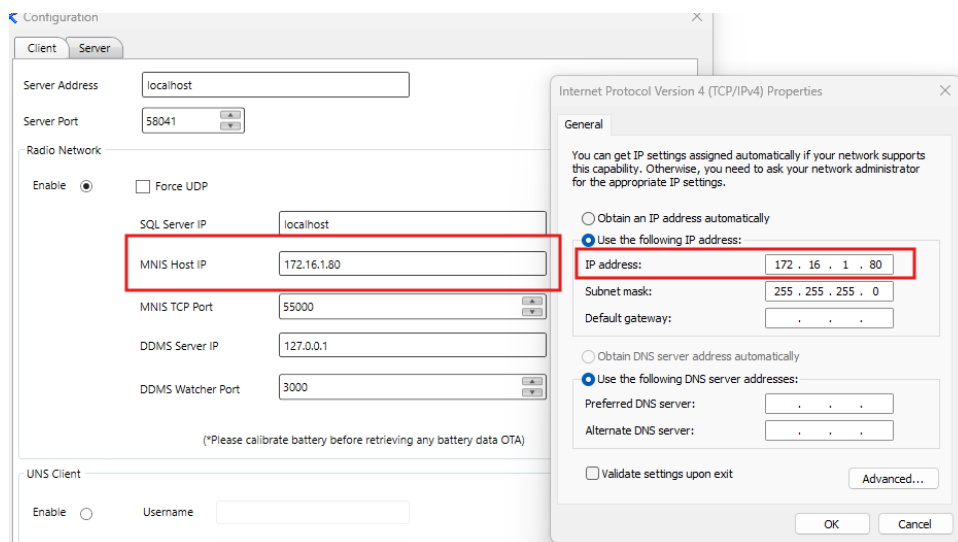 Configuration
Client
Server
Server Address
localhost
Server Port
58041
Radio Network
Enable
Force UDP
SQL Server IP
localhost
MNIS Host IP
172.16.1.80
MNIS TCP Port
55000
DDMS Server IP
127.0.0.1
DDMS Watcher Port
3000
(*Please calibrate battery before retrieving any battery data OTA)
UNS Client
Enable
Username
Internet Protocol Version 4 (TCP/IPv4) Properties
General
You can get IP settings assigned automatically if your network supports
this capability. Otherwise, you need to ask your network administrator
for the appropriate IP settings.
Obtain an IP address automatically
Use the following IP address:
IP address:
172 . 16 . 1 . 80
Subnet mask:
255 . 255 . 255 . 0
Default gateway:
. . .
Obtain DNS server address automatically
Use the following DNS server addresses:
Preferred DNS server:
. . .
Alternate DNS server:
. . .
Validate settings upon exit
Advanced...
OK
Cancel